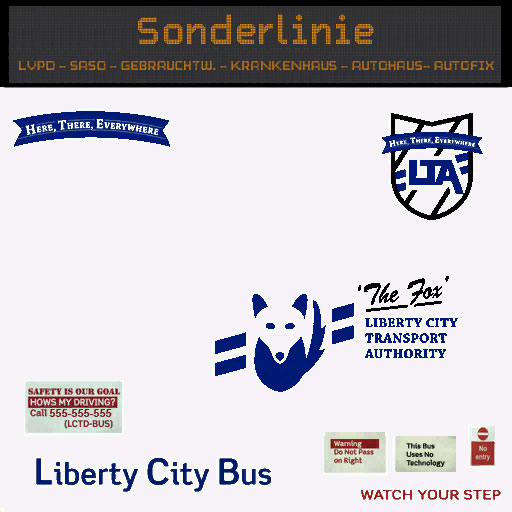 Sonderlinie
LVPD - SASD - GEBRAUCHTW. - KRANKENHAUS - AUTOHAUS- AUTOFIX
HERE, THERE, EVERYWHERE
HERE, THERE, EVERYWHERE
LTA
'The Fox'
LIBERTY CITY
TRANSPORT
AUTHORITY
SAFETY IS OUR GOAL
HOWS MY DRIVING?
Call 555-555-555
(LCTD-BUS)
Warning
Do Not Pass
on Right
This Bus
Uses No
Technology
No
entry
Liberty City Bus
WATCH YOUR STEP